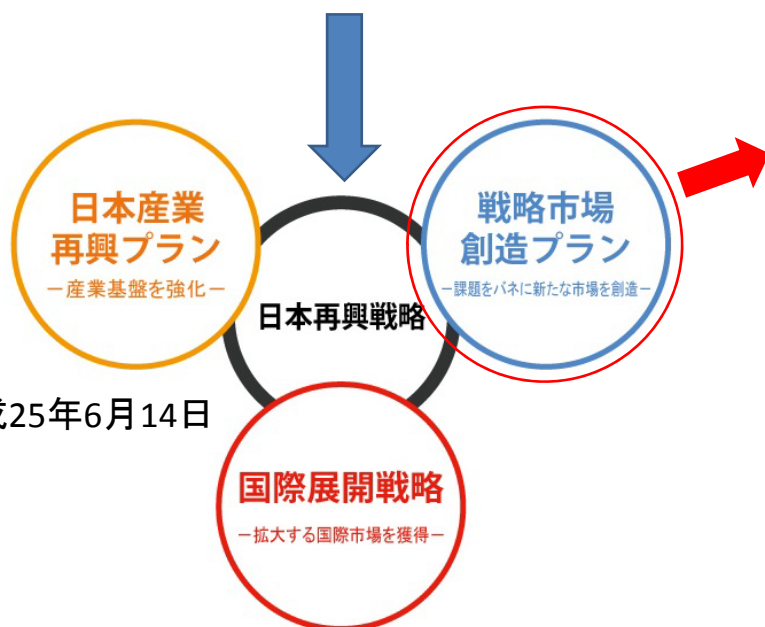 日本産業
再興プラン
－産業基盤を強化－
戦略市場
創造プラン
－課題をバネに新たな市場を創造－
日本再興戦略
25年6月14日
国際展開戦略
－拡大する国際市場を獲得－